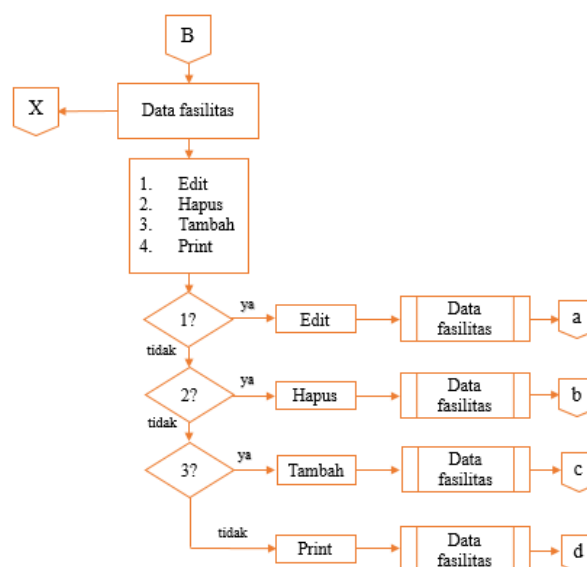 B
X
Data fasilitas
1. Edit
2. Hapus
3. Tambah
4. Print
1?
ya
Edit
Data
fasilitas
a
tidak
2?
ya
Hapus
Data
fasilitas
b
tidak
3?
ya
Tambah
Data
fasilitas
c
tidak
Print
Data
fasilitas
d